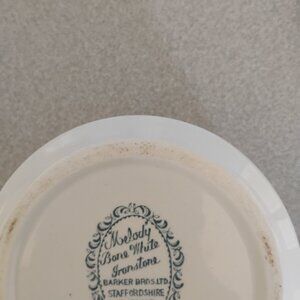 Melody
Bone White
Ironstone
BARKER BROS. LTD.
STAFFORDSHIRE